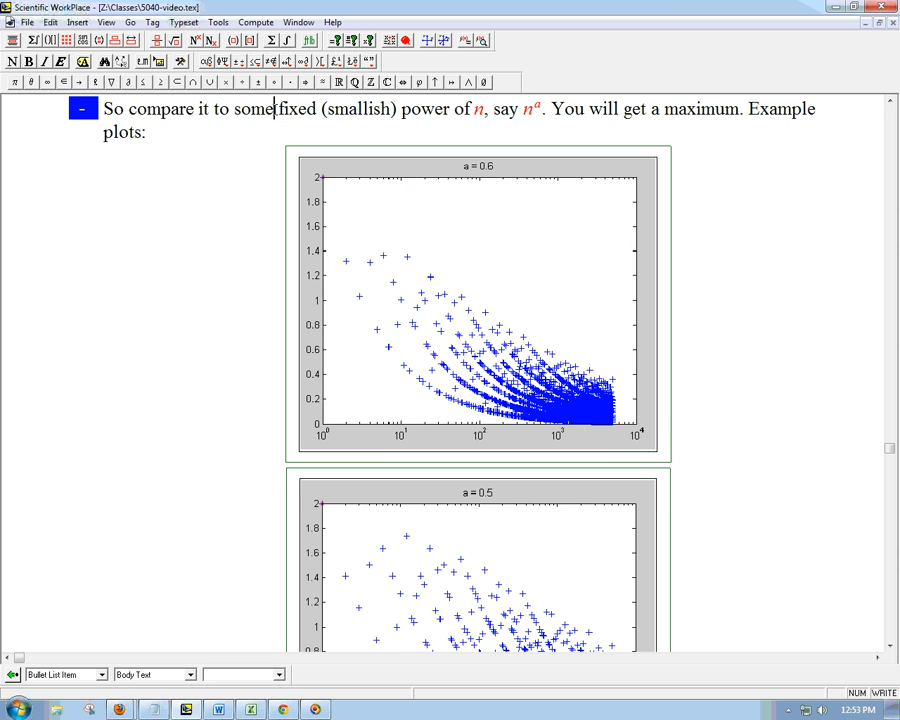 Scientific WorkPlace - [Z:\Classes\5040-video.tex]
File Edit Insert View Go Tag Typeset Tools Compute Window Help
So compare it to some fixed (smallish) power of n, say n^a. You will get a maximum. Example
plots:
a = 0.6
2
1.8
1.6
1.4
1.2
1
0.8
0.6
0.4
0.2
0
10^0 10^1 10^2 10^3 10^4
a = 0.5
2
1.8
1.6
1.4
1.2
1
0.8
Bullet List Item Body Text
NUM WRITE
12:53 PM